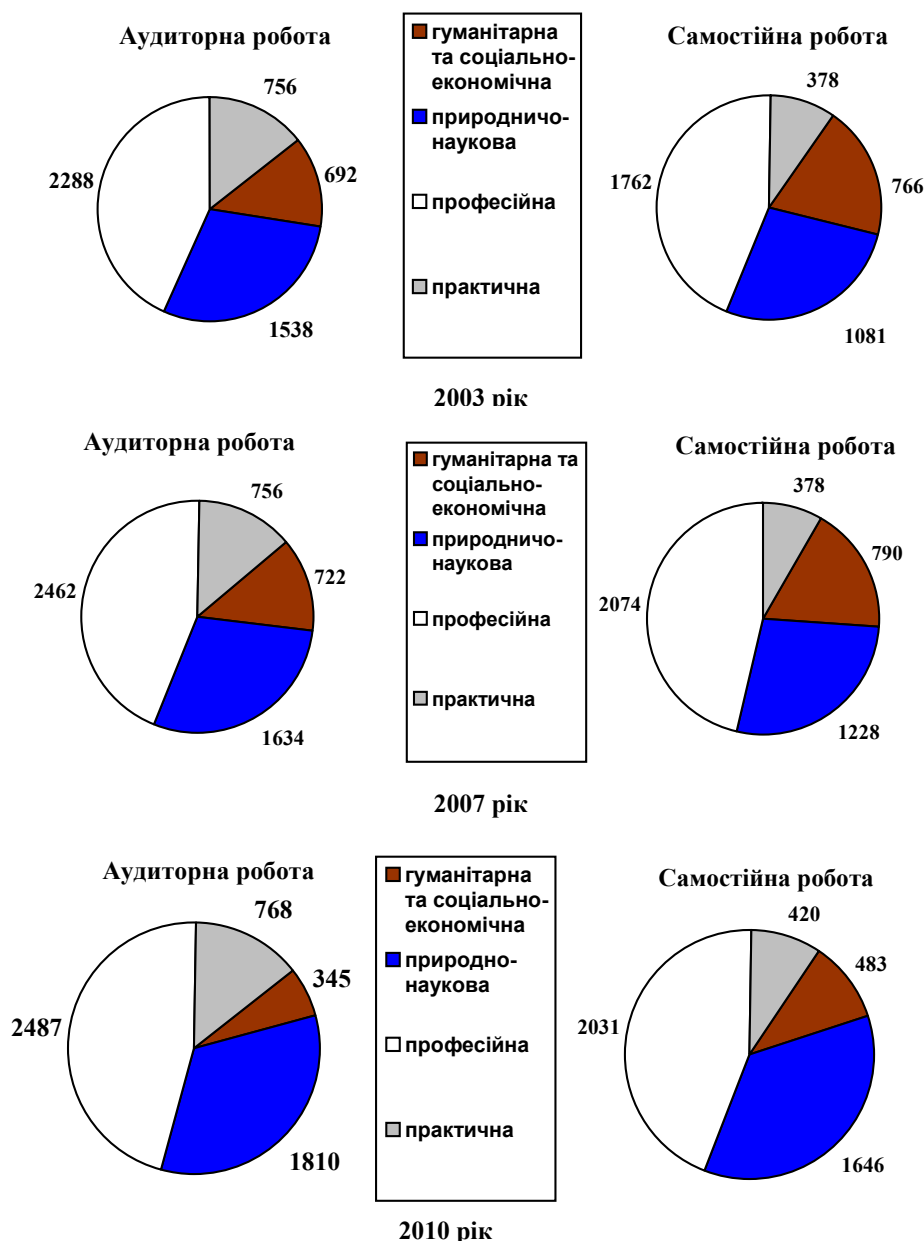 Аудиторна робота
756
692
2288
1538
гуманітарна
та соціально-
економічна
природничо-
наукова
професійна
практична
Самостійна робота
378
766
1762
1081
2003 рік
Аудиторна робота
756
722
2462
1634
гуманітарна та
соціально-
економічна
природничо-
наукова
професійна
практична
Самостійна робота
378
790
2074
1228
2007 рік
Аудиторна робота
768
345
2487
1810
гуманітарна
та соціально-
економічна
природно-
наукова
професійна
практична
Самостійна робота
420
483
2031
1646
2010 рік